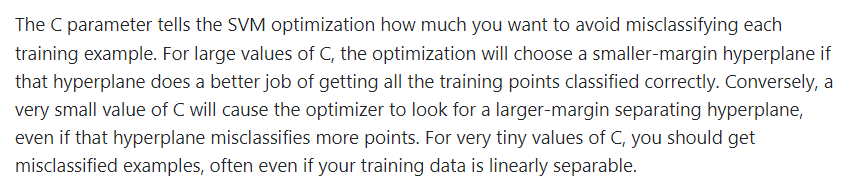 The C parameter tells the SVM optimization how much you want to avoid misclassifying each
training example. For large values of C, the optimization will choose a smaller-margin hyperplane if
that hyperplane does a better job of getting all the training points classified correctly. Conversely, a
very small value of C will cause the optimizer to look for a larger-margin separating hyperplane,
even if that hyperplane misclassifies more points. For very tiny values of C, you should get
misclassified examples, often even if your training data is linearly separable.